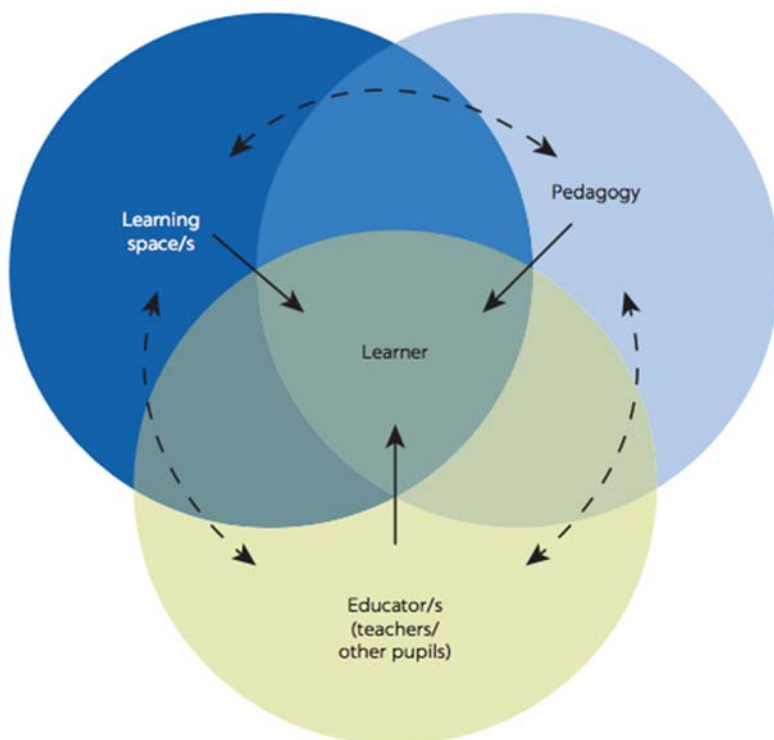 Learning
space/s
Pedagogy
Learner
Educator/s
(teachers/
other pupils)